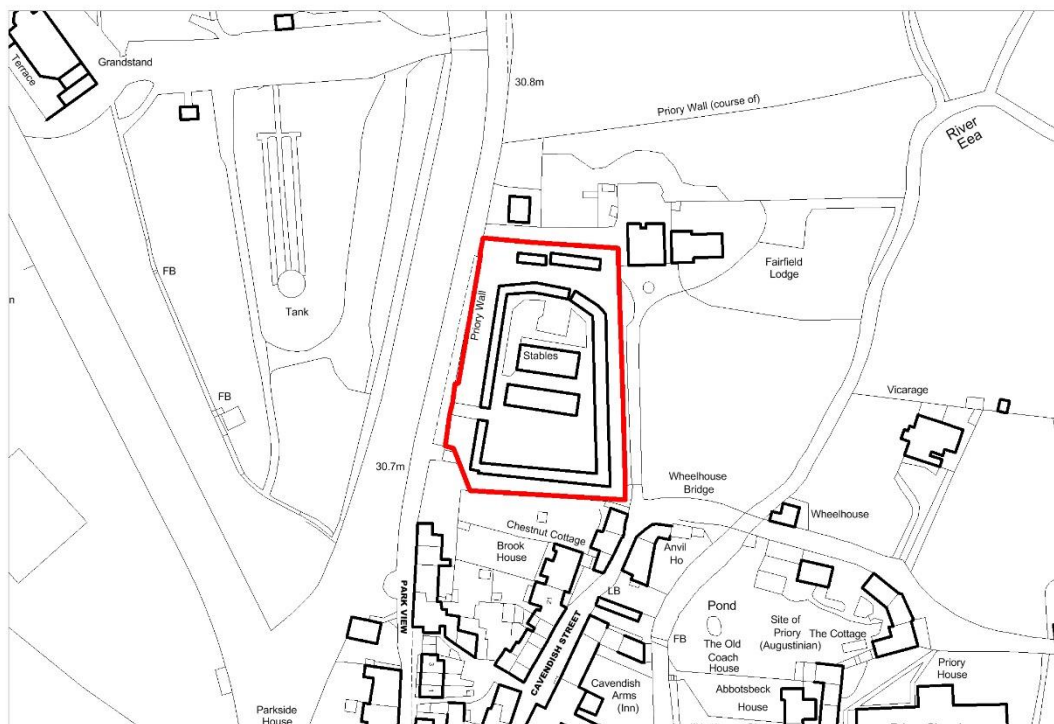 Terrace
Grandstand
30.8m
Priory Wall (course of)
River
Eea
FB
n
Tank
Priory Wall
Stables
Fairfield
Lodge
FB
Vicarage
30.7m
Wheelhouse
Bridge
Wheelhouse
Chestnut Cottage
Brook
House
Anvil
Ho
PARK VIEW
21
LB
CAVENDISH STREET
Pond
FB
Site of
Priory
(Augustinian)
The Cottage
The Old
Coach
House
Cavendish
Arms
(Inn)
Abbotsbeck
House
Priory
House
Parkside
House